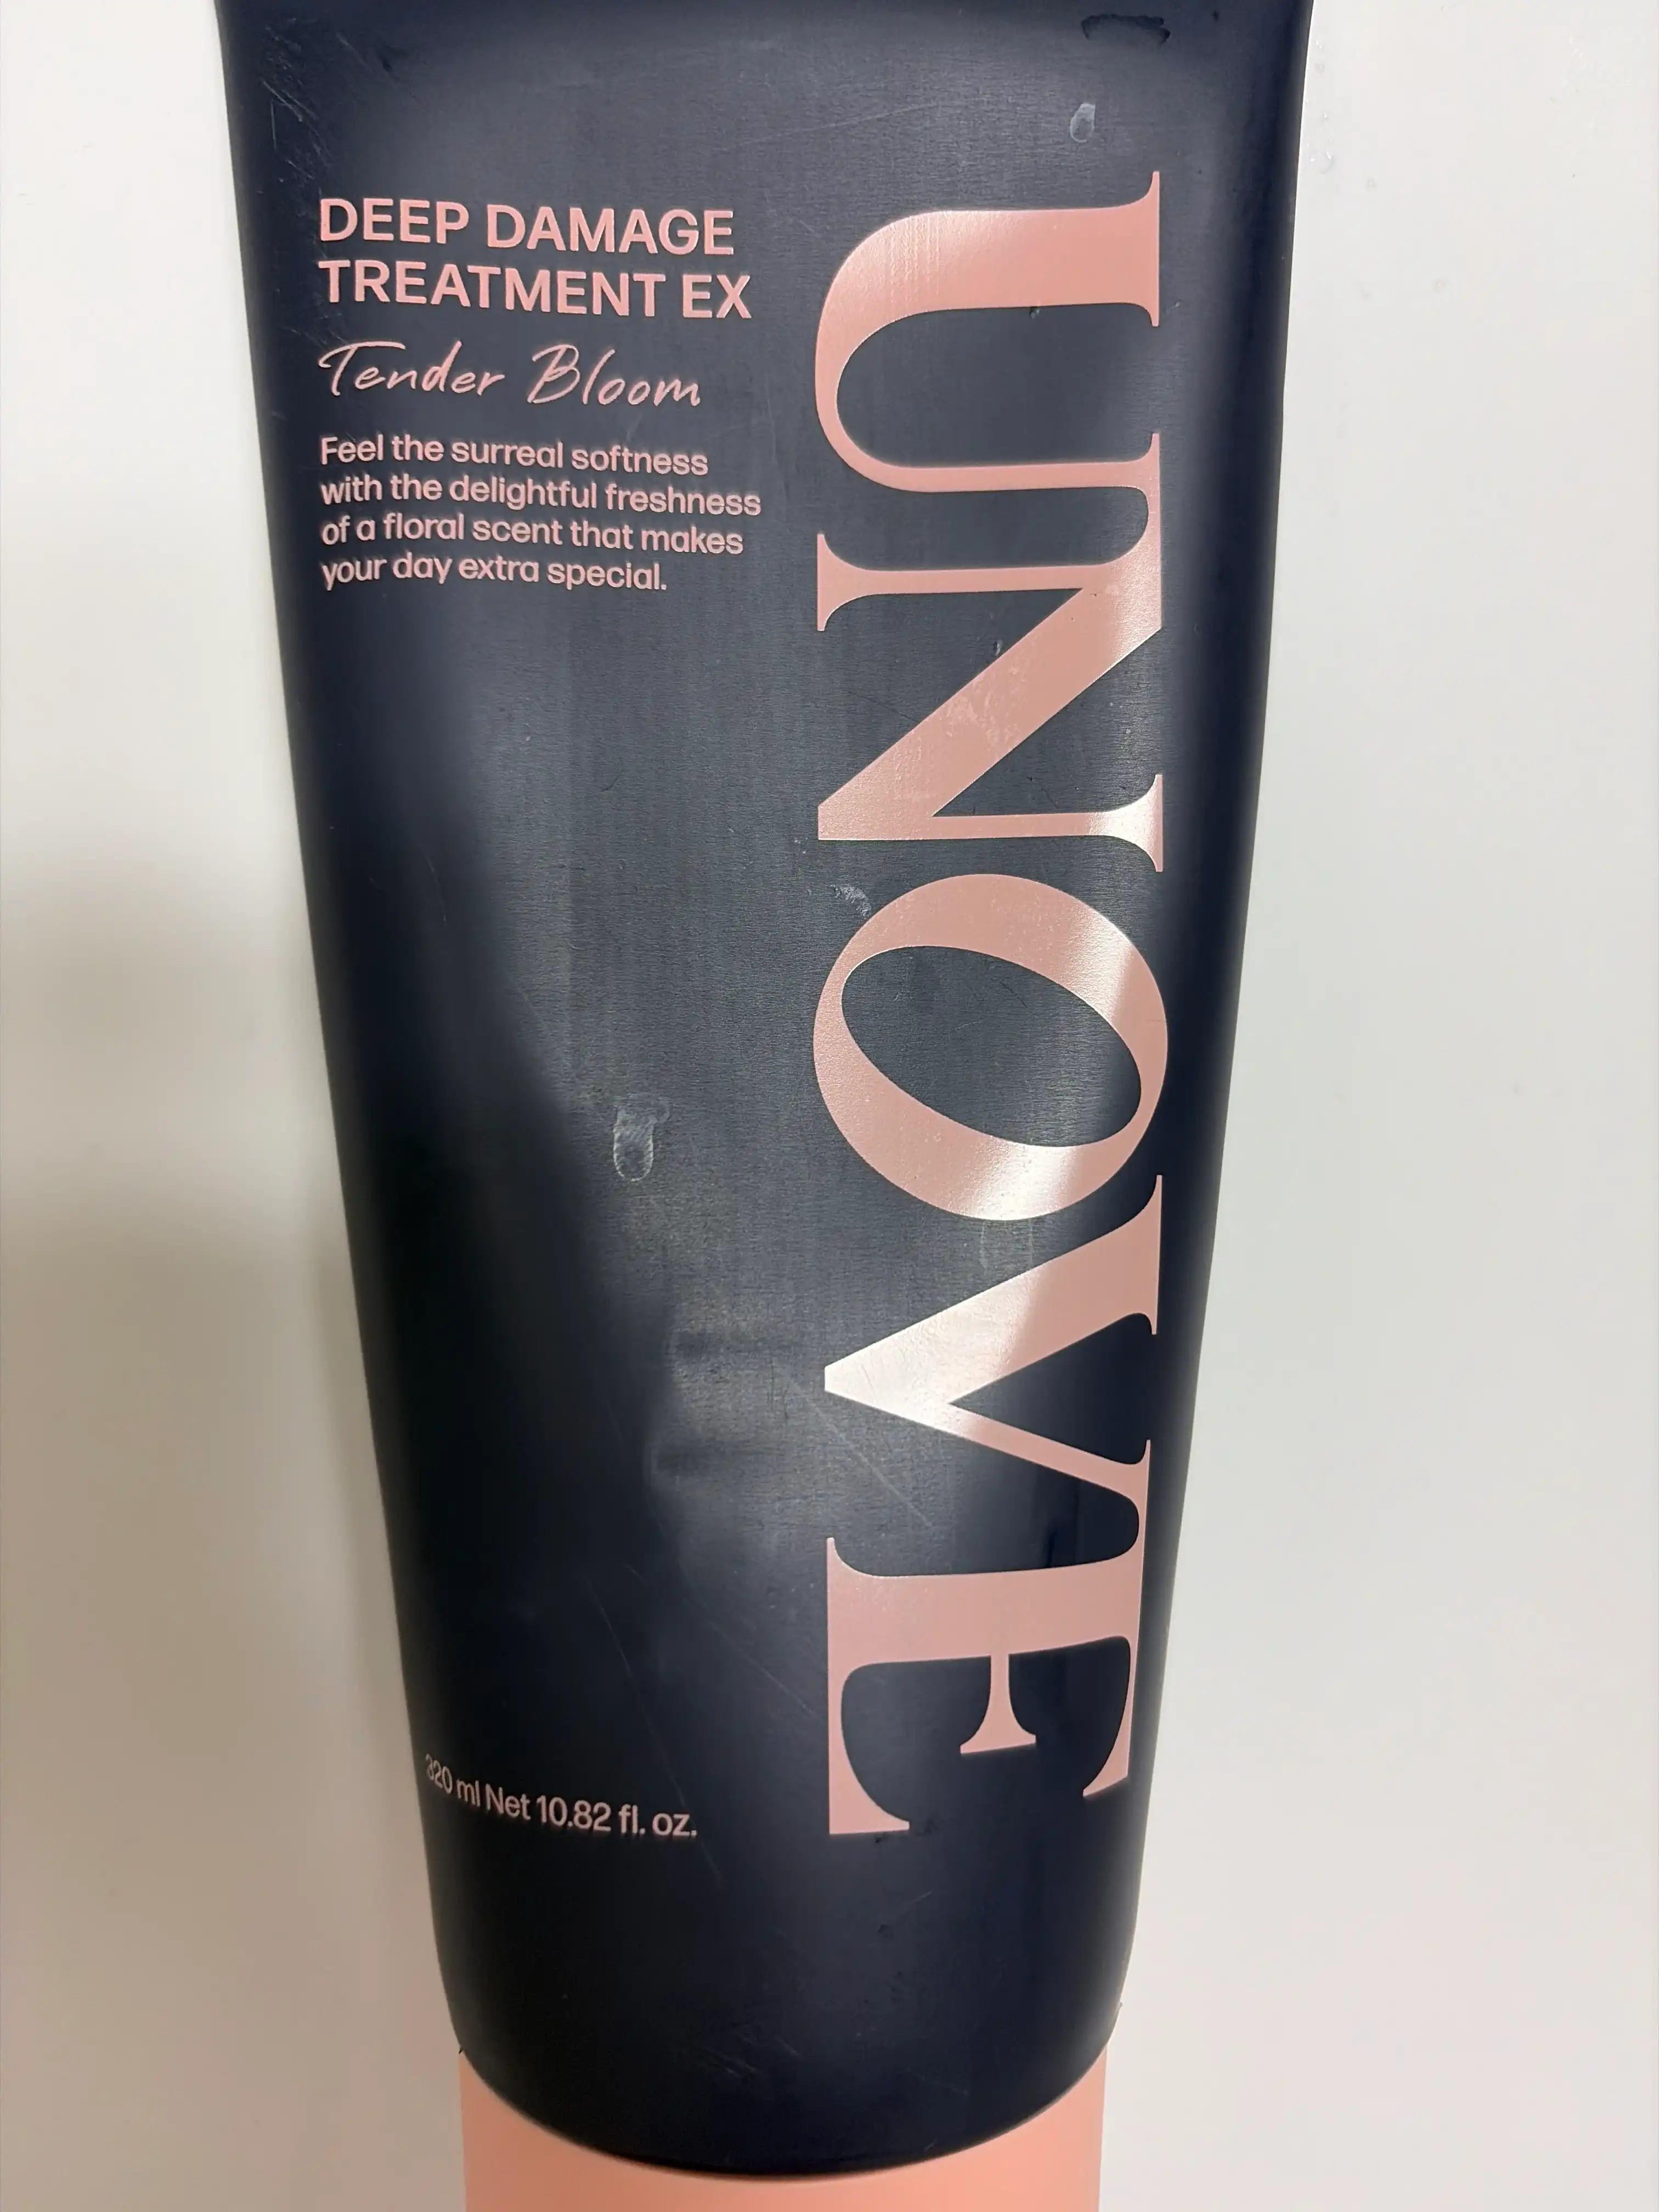 DEEP DAMAGE
TREATMENT EX
Tender Bloom
Feel the surreal softness
with the delightful freshness
of a floral scent that makes
your day extra special.
UNOVE
320 ml Net 10.82 fl. oz.